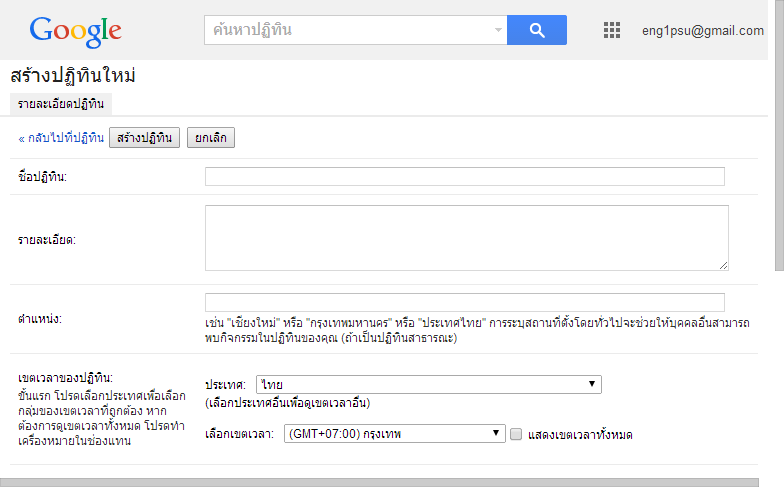 Google
ค้นหาปฏิทิน
eng1psu@gmail.com
สร้างปฏิทินใหม่
รายละเอียดปฏิทิน
« กลับไปที่ปฏิทิน สร้างปฏิทิน ยกเลิก
ชื่อปฏิทิน:
รายละเอียด:
ตำแหน่ง:
เช่น "เชียงใหม่" หรือ "กรุงเทพมหานคร" หรือ "ประเทศไทย" การระบุสถานที่ตั้งโดยทั่วไปจะช่วยให้บุคคลอื่นสามารถ
พบกิจกรรมในปฏิทินของคุณ (ถ้าเป็นปฏิทินสาธารณะ)
เขตเวลาของปฏิทิน:
ขั้นแรก โปรดเลือกประเทศเพื่อเลือก
กลุ่มของเขตเวลาที่ถูกต้อง หาก
ต้องการดูเขตเวลาทั้งหมด โปรดทำ
เครื่องหมายในช่องแทน
ประเทศ: ไทย
(เลือกประเทศอื่นเพื่อดูเขตเวลาอื่น)
เลือกเขตเวลา: (GMT+07:00) กรุงเทพ แสดงเขตเวลาทั้งหมด